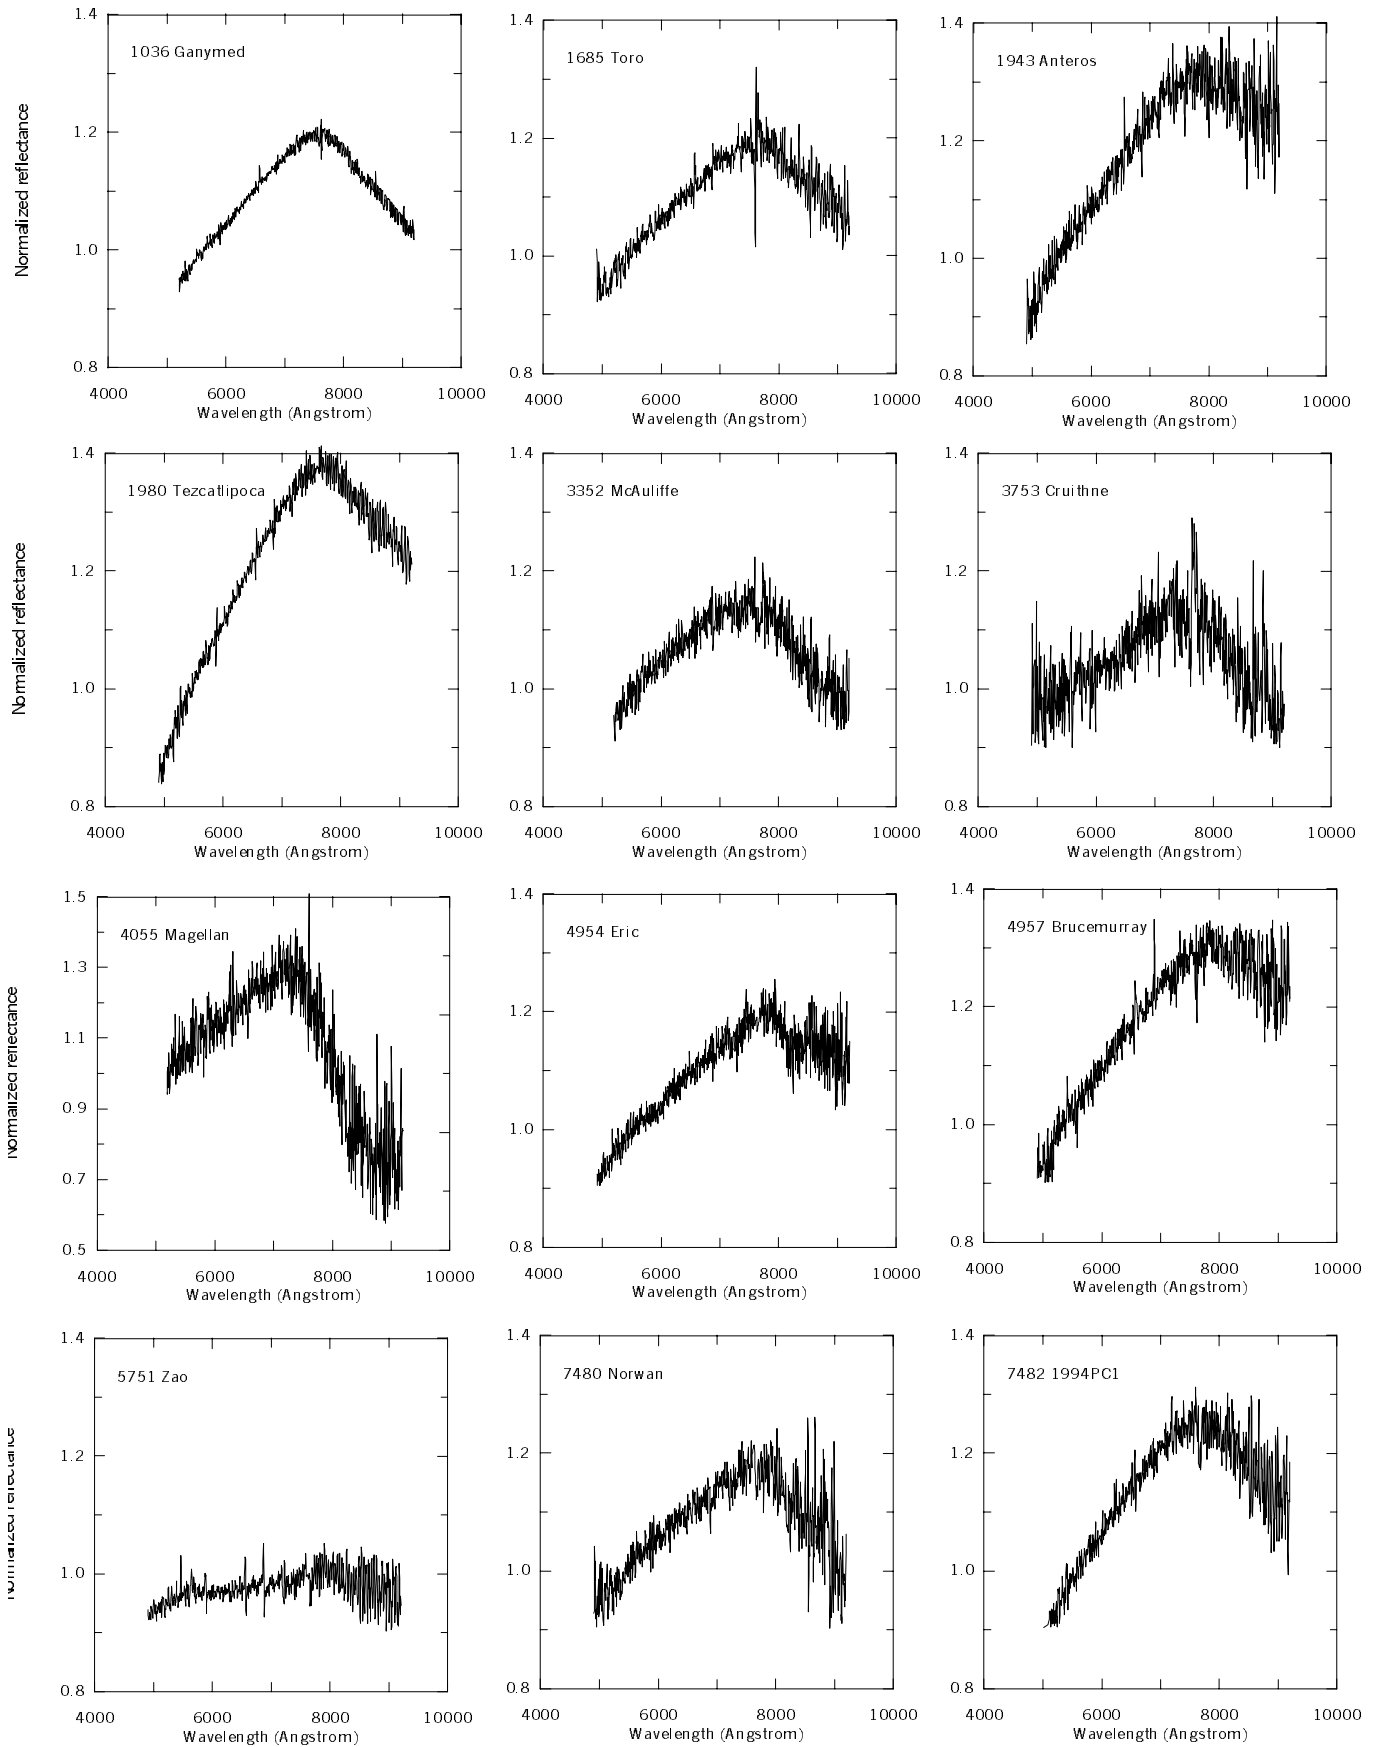 1.4
1.2
1.0
0.8
4000 6000 8000 10000
Wavelength (Angstrom)
Normalized reflectance
1036 Ganymed
1.4
1.2
1.0
0.8
4000 6000 8000 10000
Wavelength (Angstrom)
1685 Toro
1.4
1.2
1.0
0.8
4000 6000 8000 10000
Wavelength (Angstrom)
1943 Anteros
1.4
1.2
1.0
0.8
4000 6000 8000 10000
Wavelength (Angstrom)
Normalized reflectance
1980 Tezcatlipoca
1.4
1.2
1.0
0.8
4000 6000 8000 10000
Wavelength (Angstrom)
3352 McAuliffe
1.4
1.2
1.0
0.8
4000 6000 8000 10000
Wavelength (Angstrom)
3753 Cruithne
1.5
1.3
1.1
0.9
0.7
0.5
4000 6000 8000 10000
Wavelength (Angstrom)
Normalized reflectance
4055 Magellan
1.4
1.2
1.0
0.8
4000 6000 8000 10000
Wavelength (Angstrom)
4954 Eric
1.4
1.2
1.0
0.8
4000 6000 8000 10000
Wavelength (Angstrom)
4957 Brucemurray
1.4
1.2
1.0
0.8
4000 6000 8000 10000
Wavelength (Angstrom)
Normalized reflectance
5751 Zao
1.4
1.2
1.0
0.8
4000 6000 8000 10000
Wavelength (Angstrom)
7480 Norwan
1.4
1.2
1.0
0.8
4000 6000 8000 10000
Wavelength (Angstrom)
7482 1994PC1